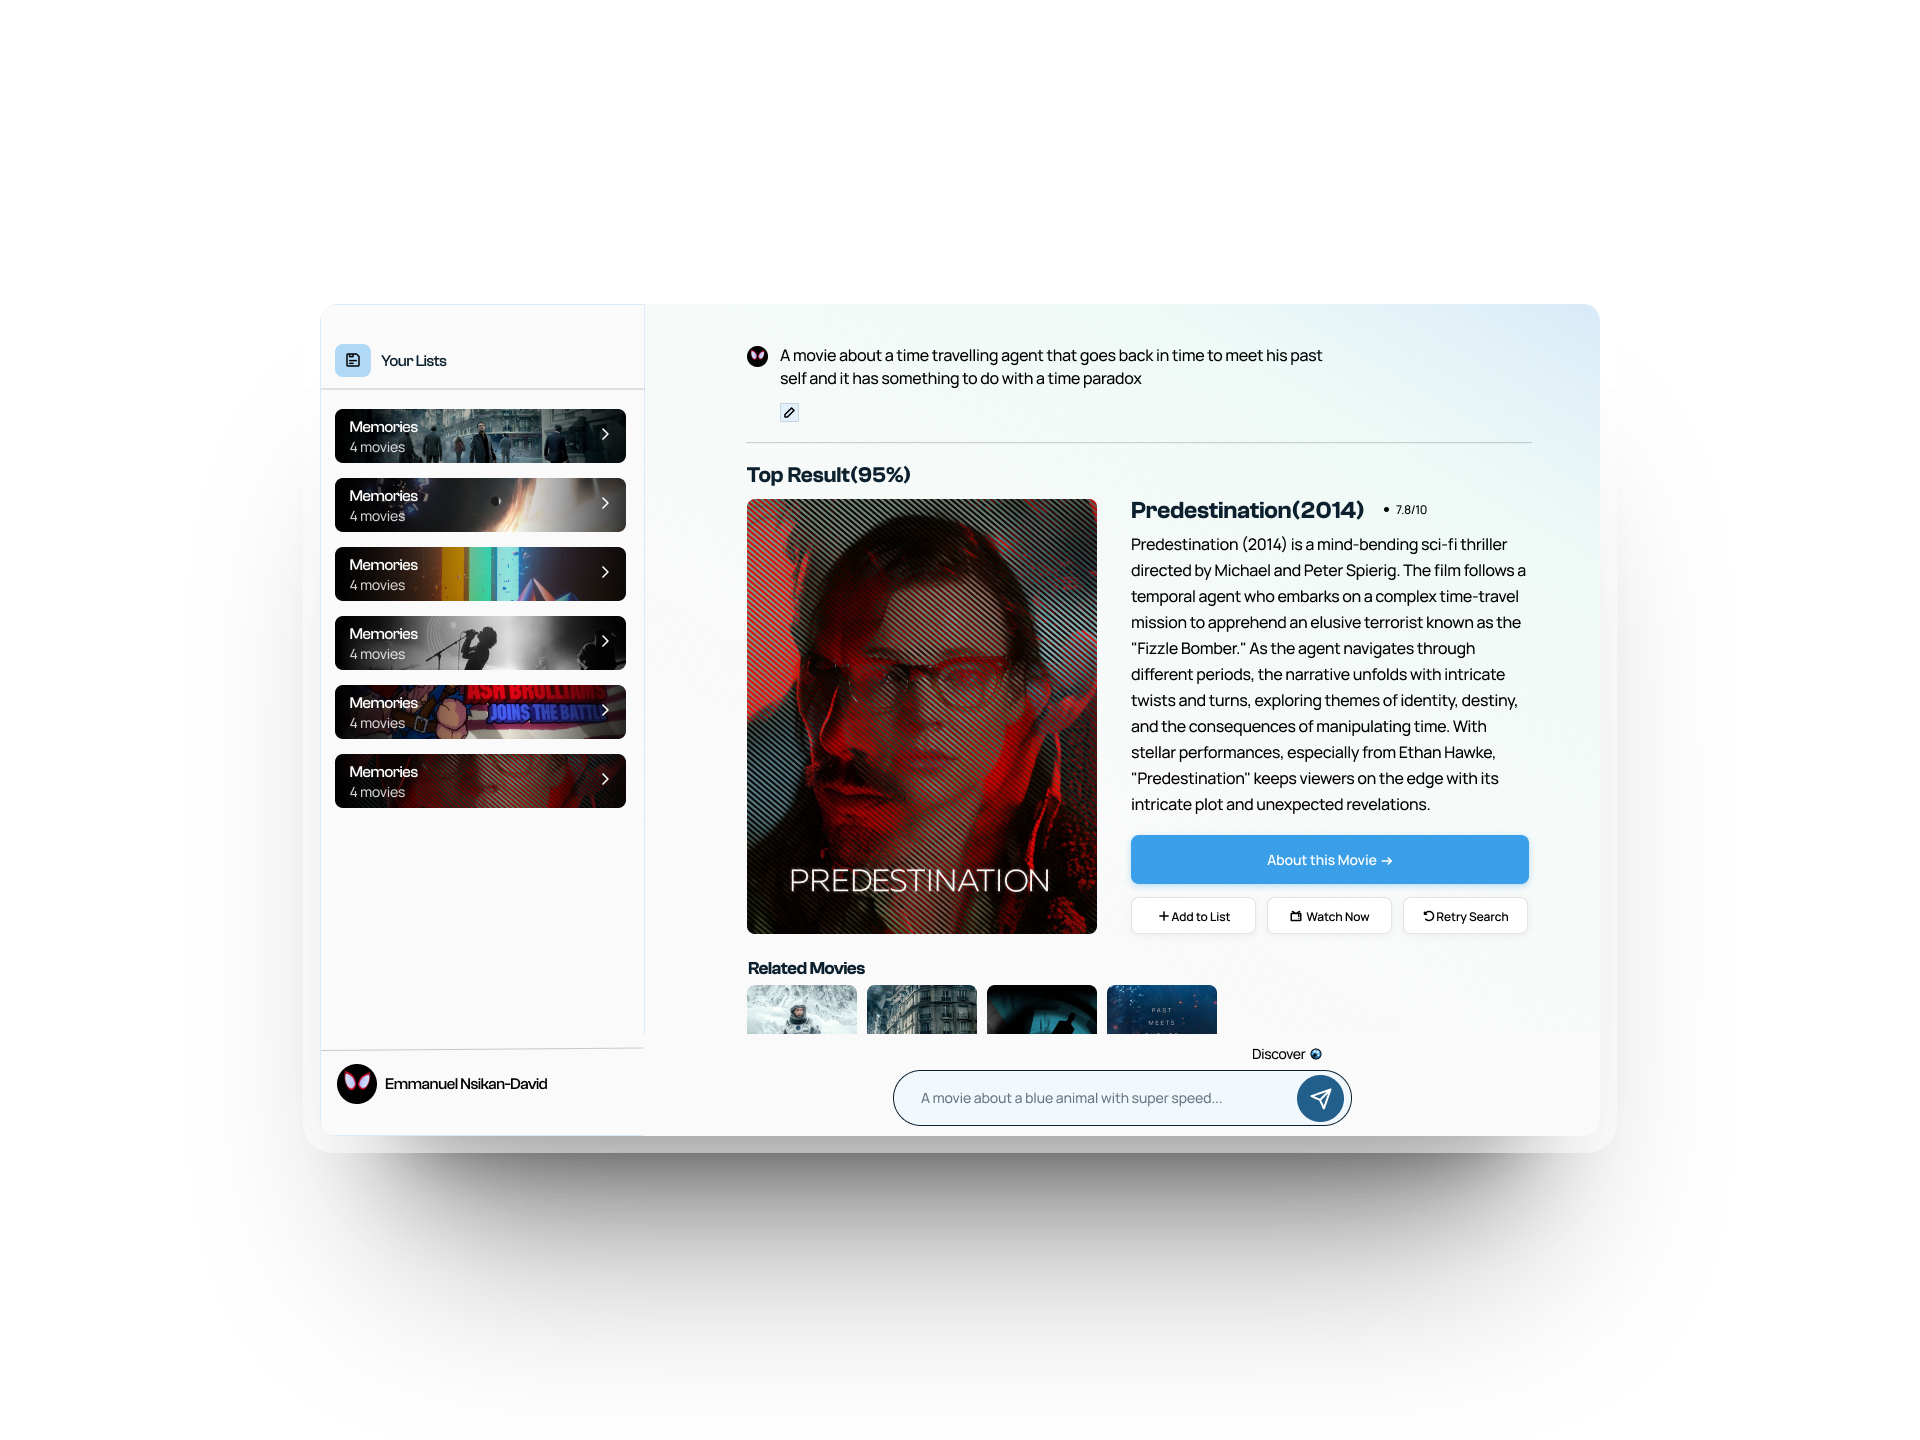 Your Lists
Memories
4 movies
Memories
4 movies
Memories
4 movies
Memories
4 movies
ASH BROLLIAMS
JOINS THE BATTL
Memories
4 movies
Memories
4 movies
Emmanuel Nsikan-David
A movie about a time travelling agent that goes back in time to meet his past
self and it has something to do with a time paradox
Top Result(95%)
PREDESTINATION
Predestination(2014)
7.8/10
Predestination (2014) is a mind-bending sci-fi thriller
directed by Michael and Peter Spierig. The film follows a
temporal agent who embarks on a complex time-travel
mission to apprehend an elusive terrorist known as the
"Fizzle Bomber." As the agent navigates through
different periods, the narrative unfolds with intricate
twists and turns, exploring themes of identity, destiny,
and the consequences of manipulating time. With
stellar performances, especially from Ethan Hawke,
"Predestination" keeps viewers on the edge with its
intricate plot and unexpected revelations.
About this Movie →
+ Add to List
Watch Now
Retry Search
Related Movies
PAST
MEETS
Discover
A movie about a blue animal with super speed...